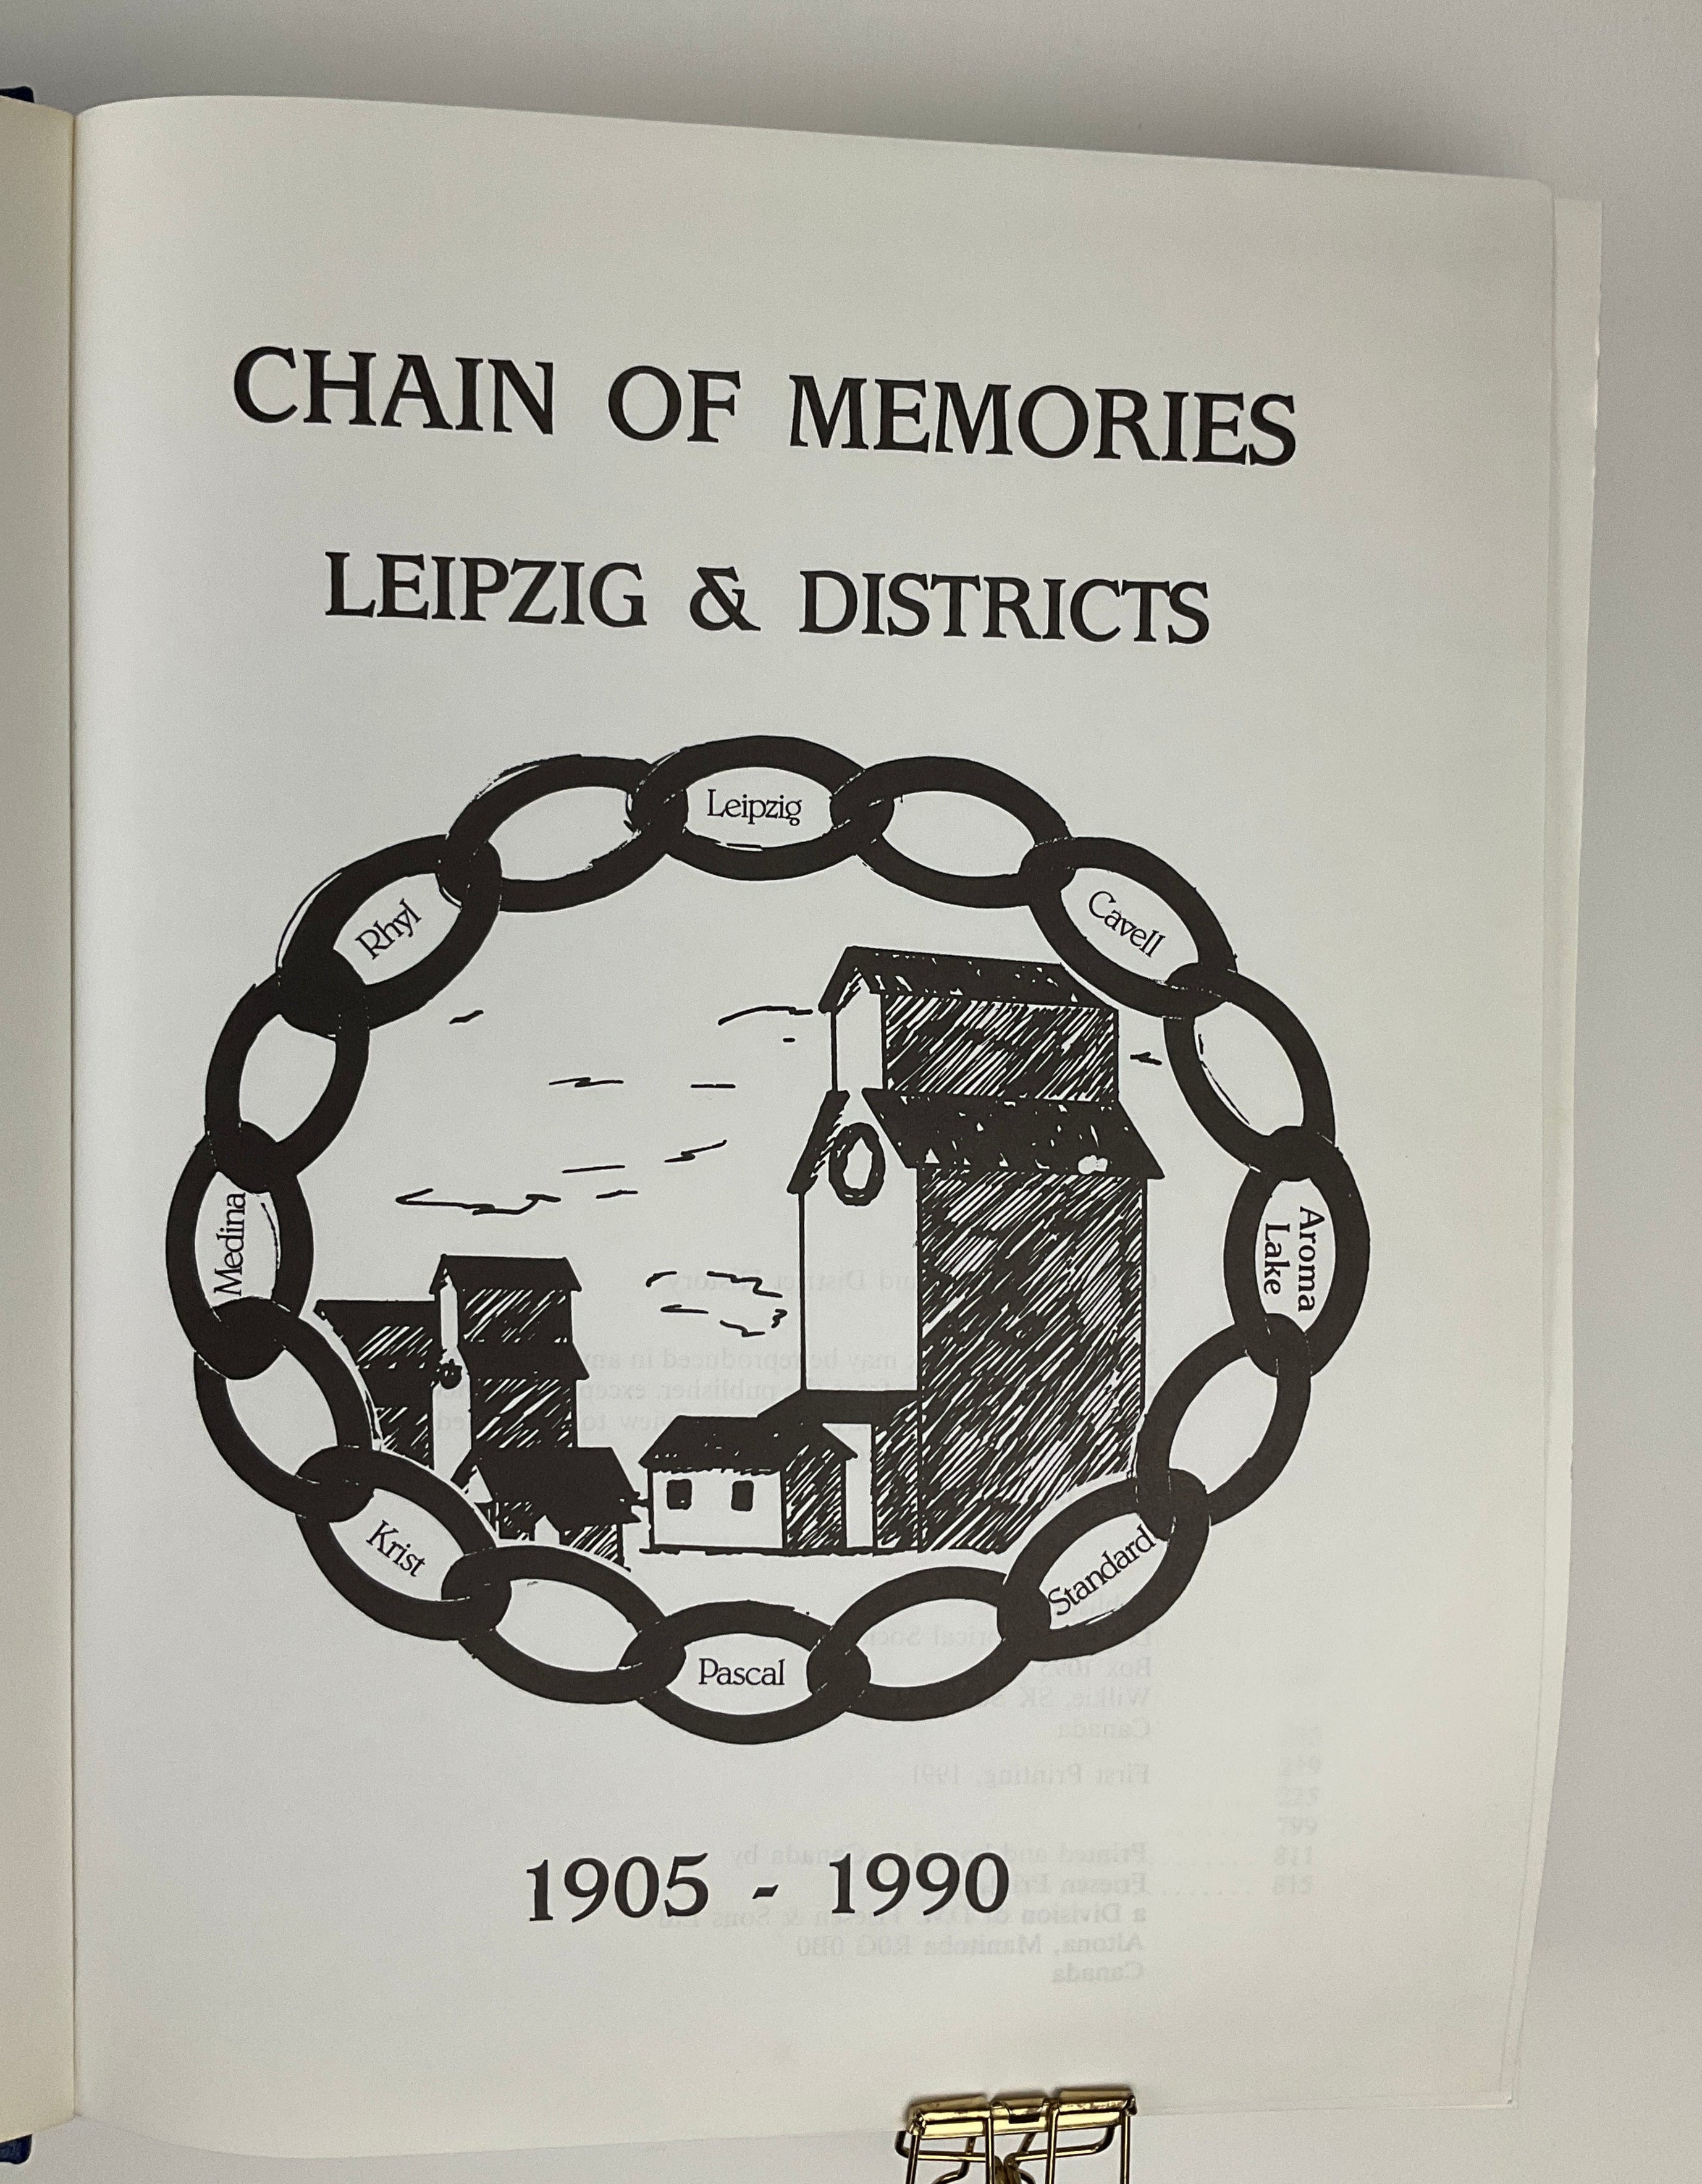 CHAIN OF MEMORIES
LEIPZIG & DISTRICTS
Leipzig
Cavell
Aroma
Lake
Standard
Pascal
Krist
Medina
Rhyl
1905 - 1990